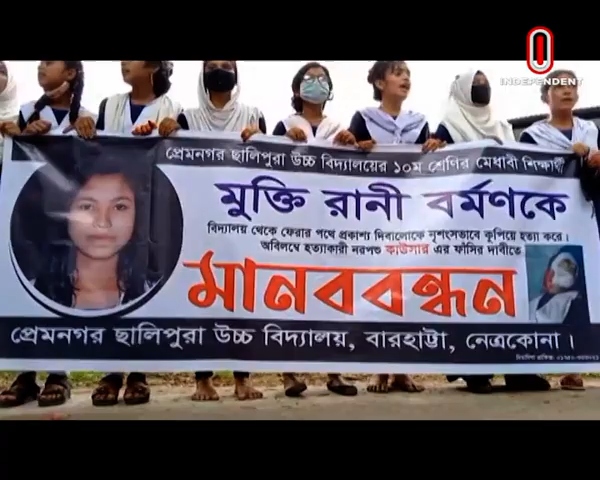 INDEPENDENT
প্রেমনগর ছালিপুরা উচ্চ বিদ্যালয়ের ১০ম শ্রেণির মেধাবী শিক্ষার্থী
মুক্তি রানী বর্মণকে
বিদ্যালয় থেকে ফেরার পথে প্রকাশ্য দিবালোকে নৃশংসভাবে কুপিয়ে হত্যা করে।
অবিলম্বে হত্যাকারী নরপশু কাউসার এর ফাঁসির দাবীতে
মানববন্ধন
প্রেমনগর ছালিপুরা উচ্চ বিদ্যালয়, বারহাট্টা, নেত্রকোনা।